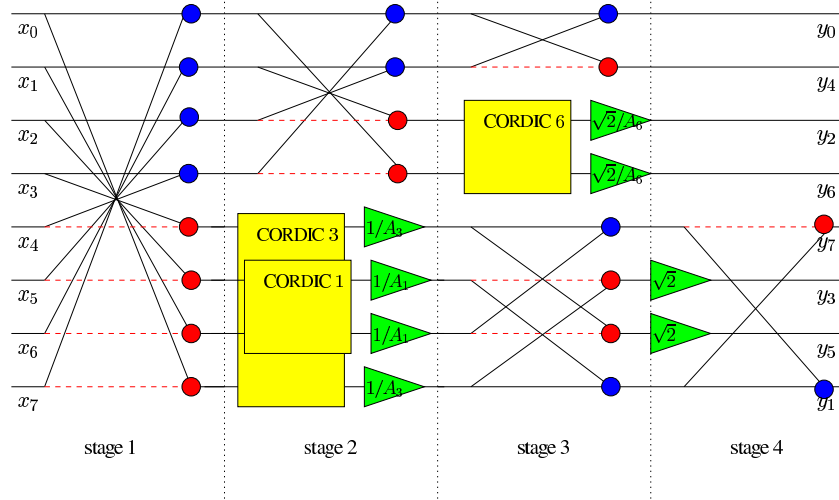 x₀ y₀
x₁ y₄
CORDIC 6 √2/A₆
x₂ y₂
√2/A₆
x₃ y₆
CORDIC 3 1/A₃
x₄ y₇
CORDIC 1 1/A₁ √2
x₅ y₃
1/A₁ √2
x₆ y₅
1/A₃
x₇ y₁
stage 1 stage 2 stage 3 stage 4